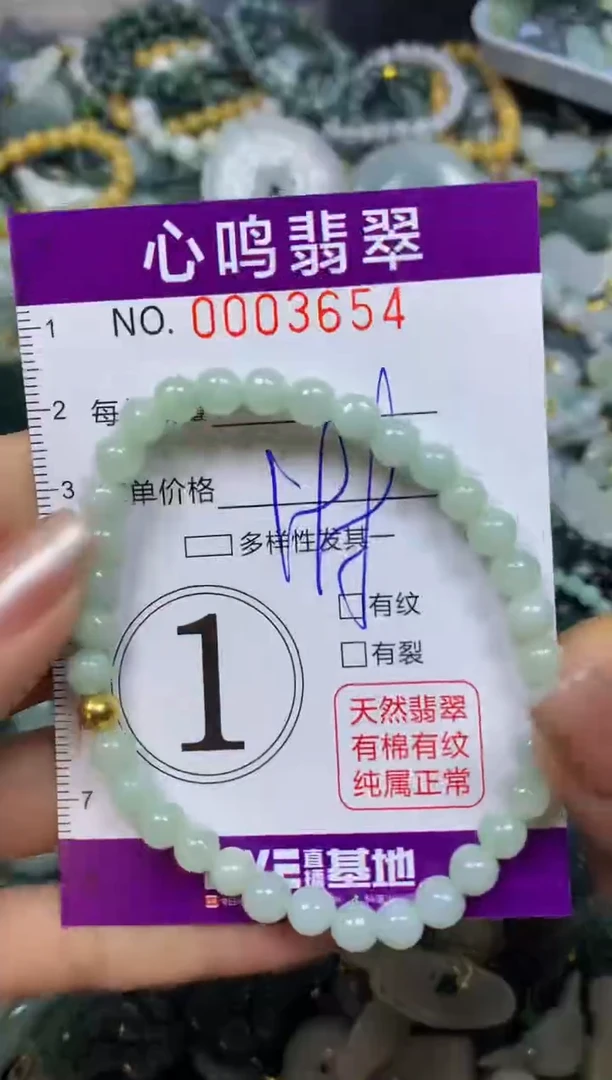 心鸣翡翠
NO. 0003654
1
2 每
3 单价格
多样性发其一
有纹
有裂
1
天然翡翠
有棉有纹
纯属正常
7
直播基地